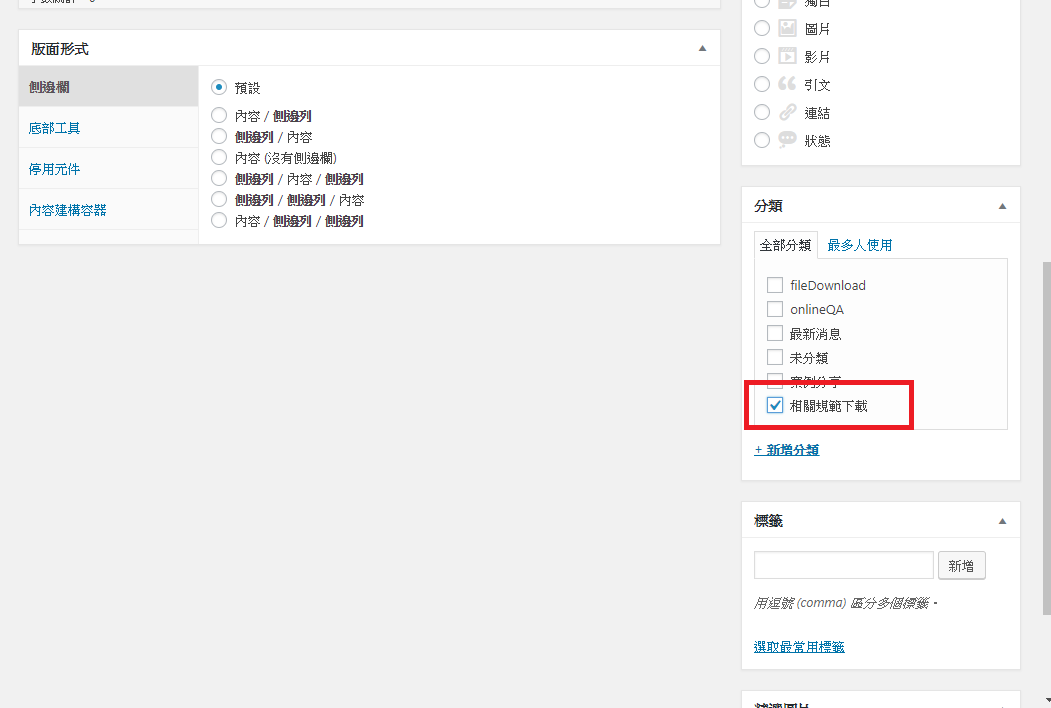 版面形式
側邊欄
底部工具
停用元件
內容建構容器
預設
內容 / 側邊列
側邊列 / 內容
內容 (沒有側邊欄)
側邊列 / 內容 / 側邊列
側邊列 / 側邊列 / 內容
內容 / 側邊列 / 側邊列
圖片
影片
引文
連結
狀態
分類
全部分類 最多人使用
fileDownload
onlineQA
最新消息
未分類
案例分享
相關規範下載
+ 新增分類
標籤
新增
用逗號 (comma) 區分多個標籤。
選取最常用標籤